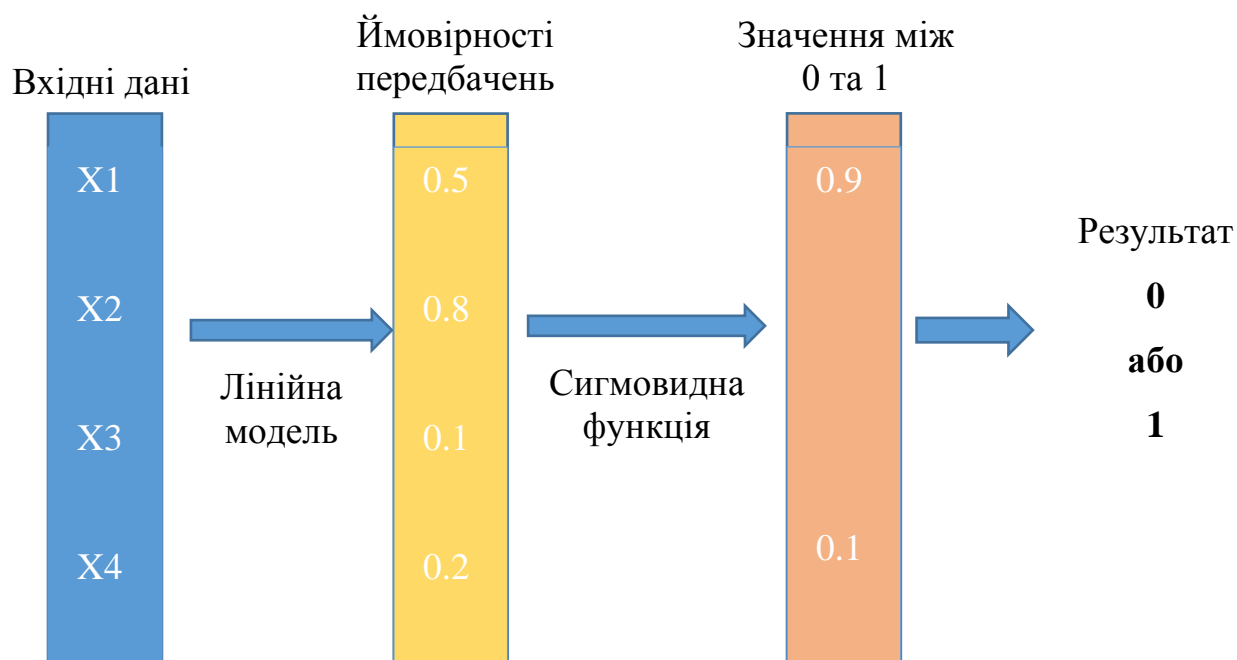 Вхідні дані
Ймовірності
передбачень
Значення між
0 та 1
X1
X2
X3
X4
Лінійна
модель
0.5
0.8
0.1
0.2
Сигмовидна
функція
0.9
0.1
Результат
0
або
1